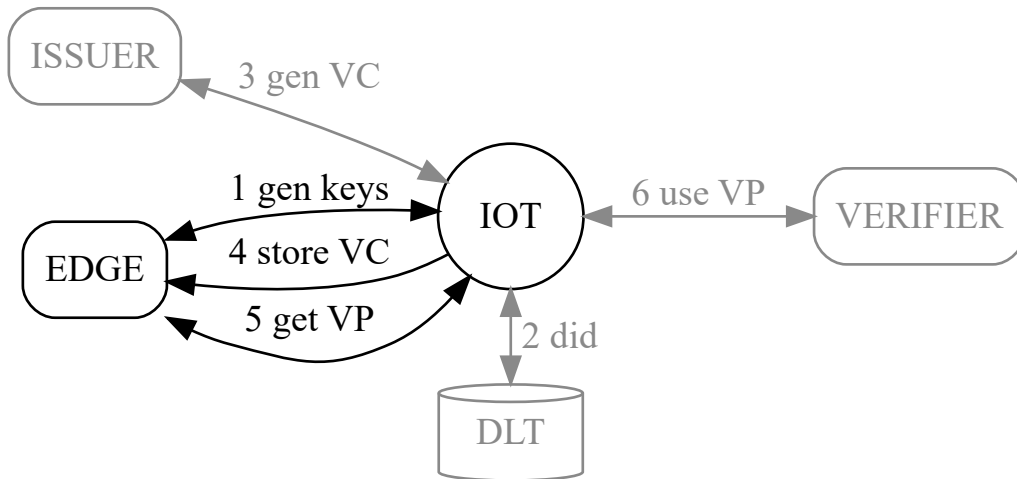 ISSUER
3 gen VC
1 gen keys
IOT
6 use VP
VERIFIER
EDGE
4 store VC
5 get VP
2 did
DLT